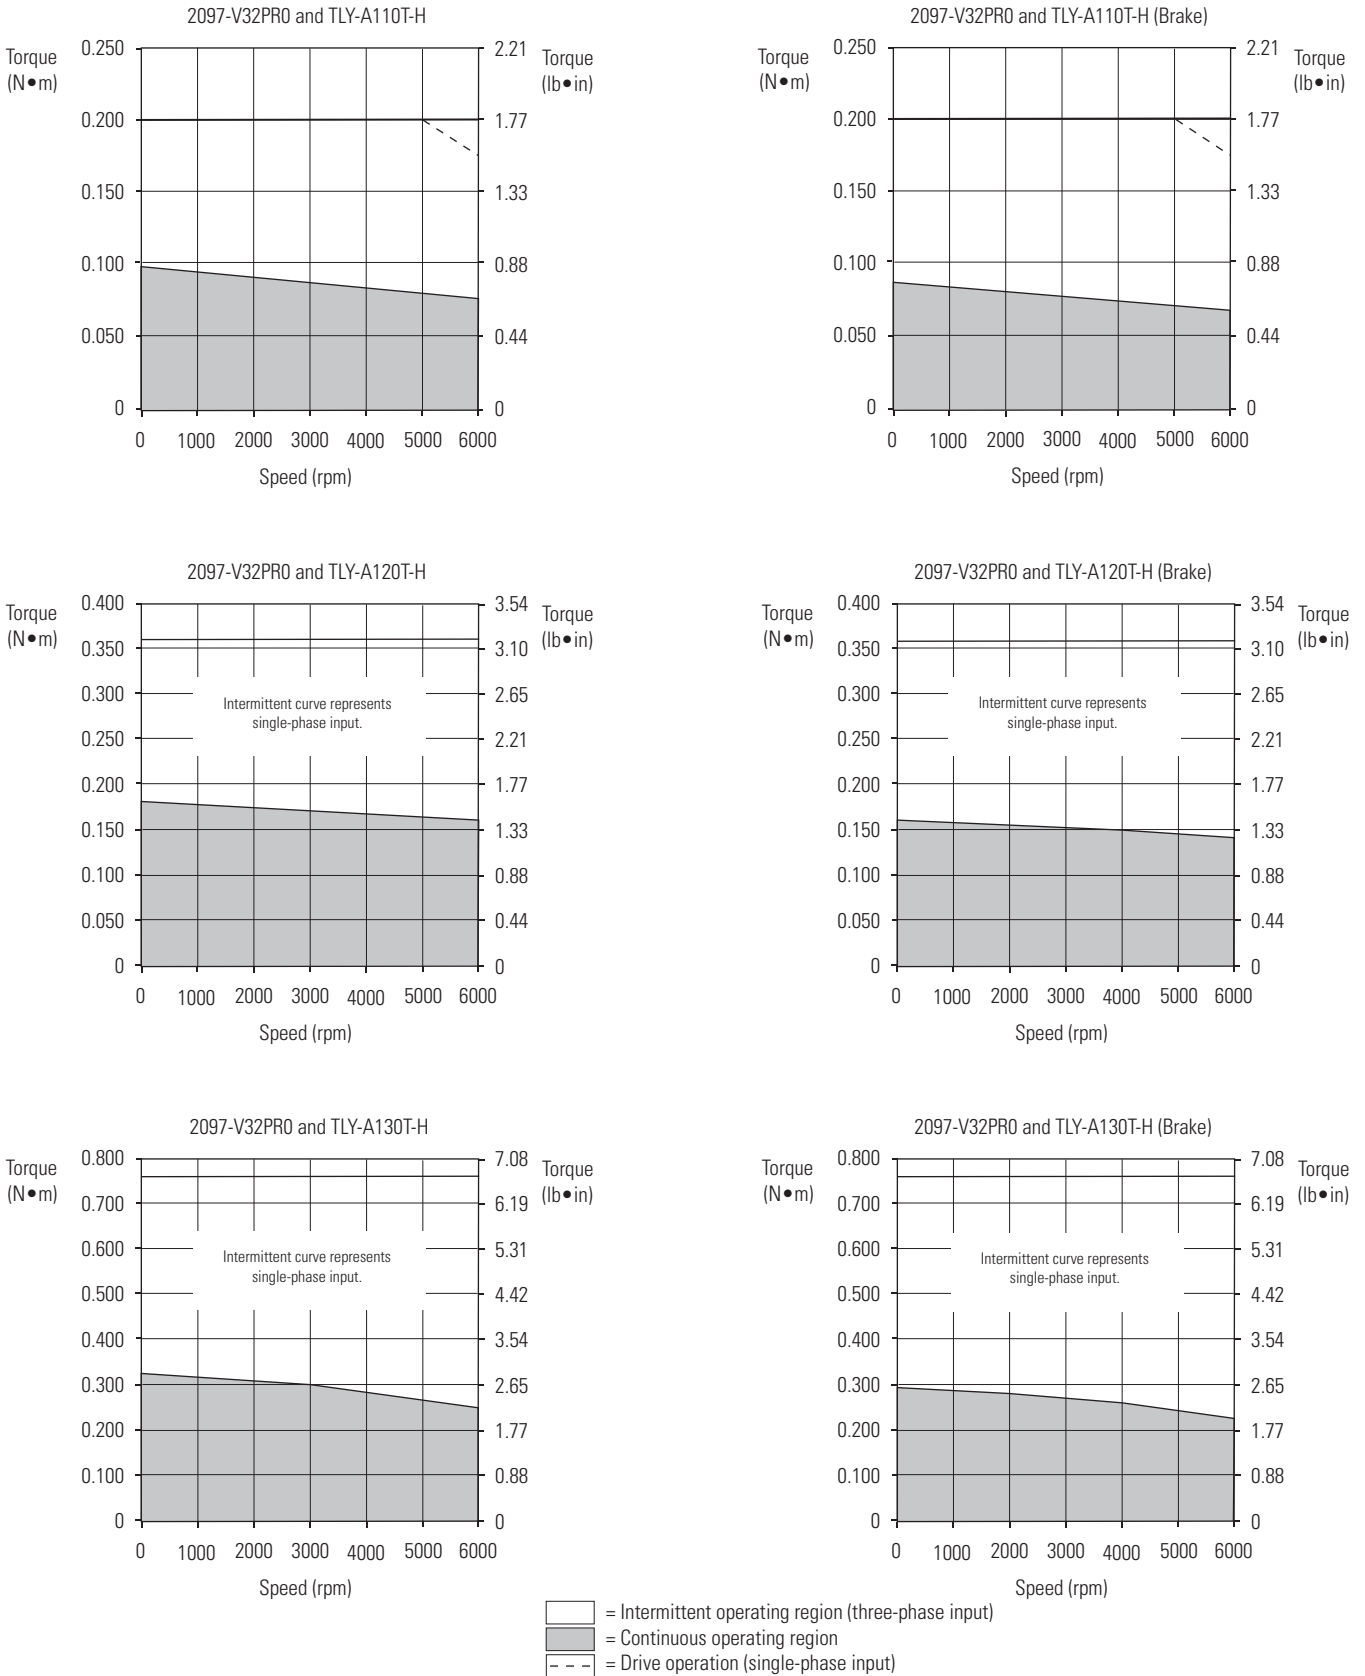 2097-V32PR0 and TLY-A110T-H
Torque
(N•m)
0.250
0.200
0.150
0.100
0.050
0
2.21
1.77
1.33
0.88
0.44
0
Torque
(lb•in)
0 1000 2000 3000 4000 5000 6000
Speed (rpm)
2097-V32PR0 and TLY-A110T-H (Brake)
Torque
(N•m)
0.250
0.200
0.150
0.100
0.050
0
2.21
1.77
1.33
0.88
0.44
0
Torque
(lb•in)
0 1000 2000 3000 4000 5000 6000
Speed (rpm)
2097-V32PR0 and TLY-A120T-H
Torque
(N•m)
0.400
0.350
0.300
0.250
0.200
0.150
0.100
0.050
0
Intermittent curve represents
single-phase input.
3.54
3.10
2.65
2.21
1.77
1.33
0.88
0.44
0
Torque
(lb•in)
0 1000 2000 3000 4000 5000 6000
Speed (rpm)
2097-V32PR0 and TLY-A120T-H (Brake)
Torque
(N•m)
0.400
0.350
0.300
0.250
0.200
0.150
0.100
0.050
0
Intermittent curve represents
single-phase input.
3.54
3.10
2.65
2.21
1.77
1.33
0.88
0.44
0
Torque
(lb•in)
0 1000 2000 3000 4000 5000 6000
Speed (rpm)
2097-V32PR0 and TLY-A130T-H
Torque
(N•m)
0.800
0.700
0.600
0.500
0.400
0.300
0.200
0.100
0
Intermittent curve represents
single-phase input.
7.08
6.19
5.31
4.42
3.54
2.65
1.77
0.88
0
Torque
(lb•in)
0 1000 2000 3000 4000 5000 6000
Speed (rpm)
2097-V32PR0 and TLY-A130T-H (Brake)
Torque
(N•m)
0.800
0.700
0.600
0.500
0.400
0.300
0.200
0.100
0
Intermittent curve represents
single-phase input.
7.08
6.19
5.31
4.42
3.54
2.65
1.77
0.88
0
Torque
(lb•in)
0 1000 2000 3000 4000 5000 6000
Speed (rpm)
= Intermittent operating region (three-phase input)
= Continuous operating region
= Drive operation (single-phase input)